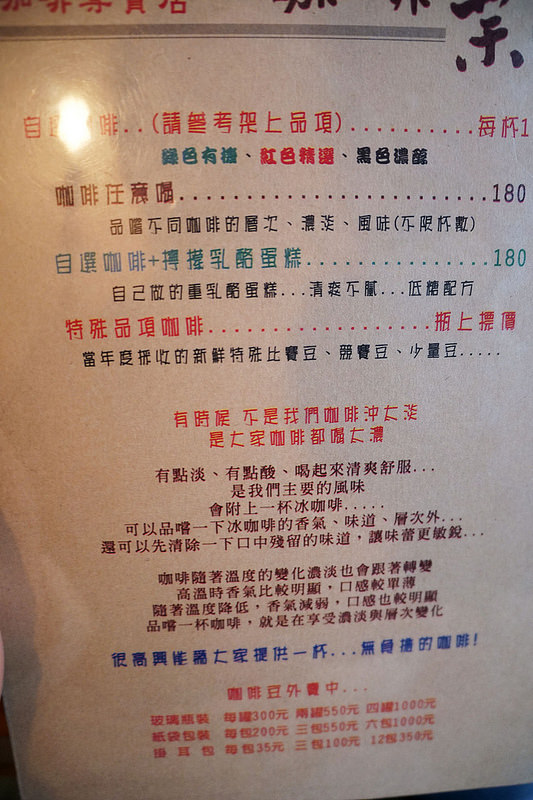 咖啡專賣店 咖啡 菜
自選咖啡..(請參考架上品項)..........每杯1
綠色有機、紅色精選、黑色濃醇
咖啡任意喝........................180
品嚐不同咖啡的層次、濃淡、風味(不限杯數)
自選咖啡+檸檬乳酪蛋糕...............180
自己做的重乳酪蛋糕...清爽不膩...低糖配方
特殊品項咖啡..................瓶上標價
當年度採收的新鮮特殊比賽豆、競賽豆、少量豆.....
有時候 不是我們咖啡沖太淡
是大家咖啡都喝太濃
有點淡、有點酸、喝起來清爽舒服...
是我們主要的風味
會附上一杯冰咖啡.....
可以品嚐一下冰咖啡的香氣、味道、層次外...
還可以先清除一下口中殘留的味道，讓味蕾更敏銳...
咖啡隨著溫度的變化濃淡也會跟著轉變
高溫時香氣比較明顯，口感較單薄
隨著溫度降低，香氣減弱，口感也較明顯
品嚐一杯咖啡，就是在享受濃淡與層次變化
很高興能為大家提供一杯...無負擔的咖啡!
咖啡豆外賣中...
玻璃瓶裝 每罐300元 兩罐550元 四罐1000元
紙袋包裝 每包200元 三包550元 六包1000元
掛耳包 每包35元 三包100元 12包350元